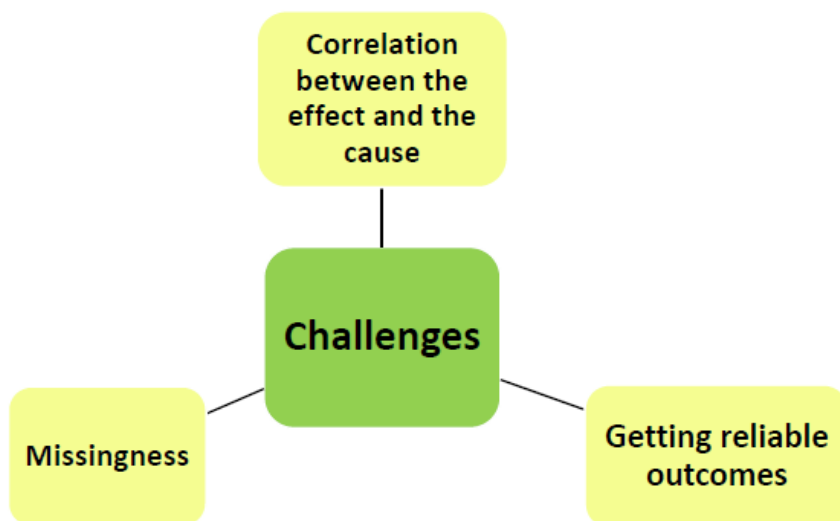 Correlation
between the
effect and the
cause
Challenges
Missingness
Getting reliable
outcomes